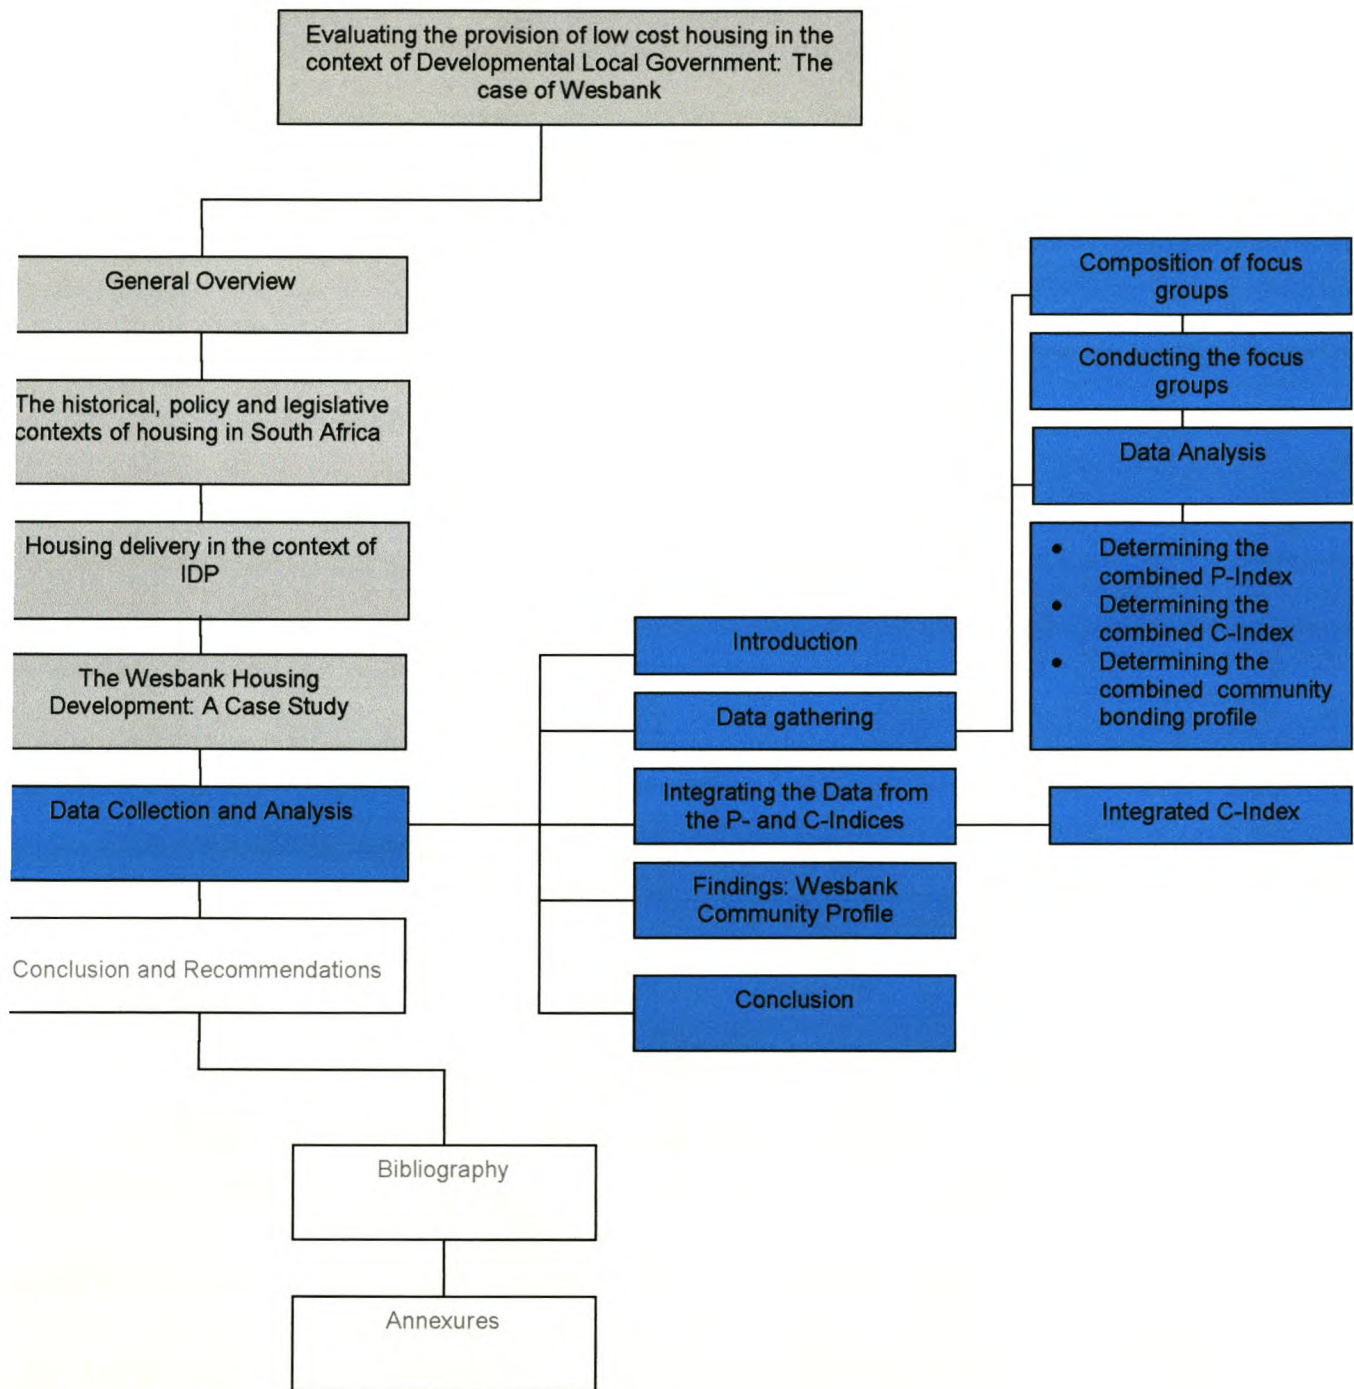 Evaluating the provision of low cost housing in the
context of Developmental Local Government: The
case of Wesbank
General Overview
The historical, policy and legislative
contexts of housing in South Africa
Housing delivery in the context of
IDP
The Wesbank Housing
Development: A Case Study
Data Collection and Analysis
Conclusion and Recommendations
Bibliography
Annexures
Introduction
Data gathering
Integrating the Data from
the P- and C-Indices
Findings: Wesbank
Community Profile
Conclusion
Composition of focus
groups
Conducting the focus
groups
Data Analysis
• Determining the
combined P-Index
• Determining the
combined C-Index
• Determining the
combined community
bonding profile
Integrated C-Index